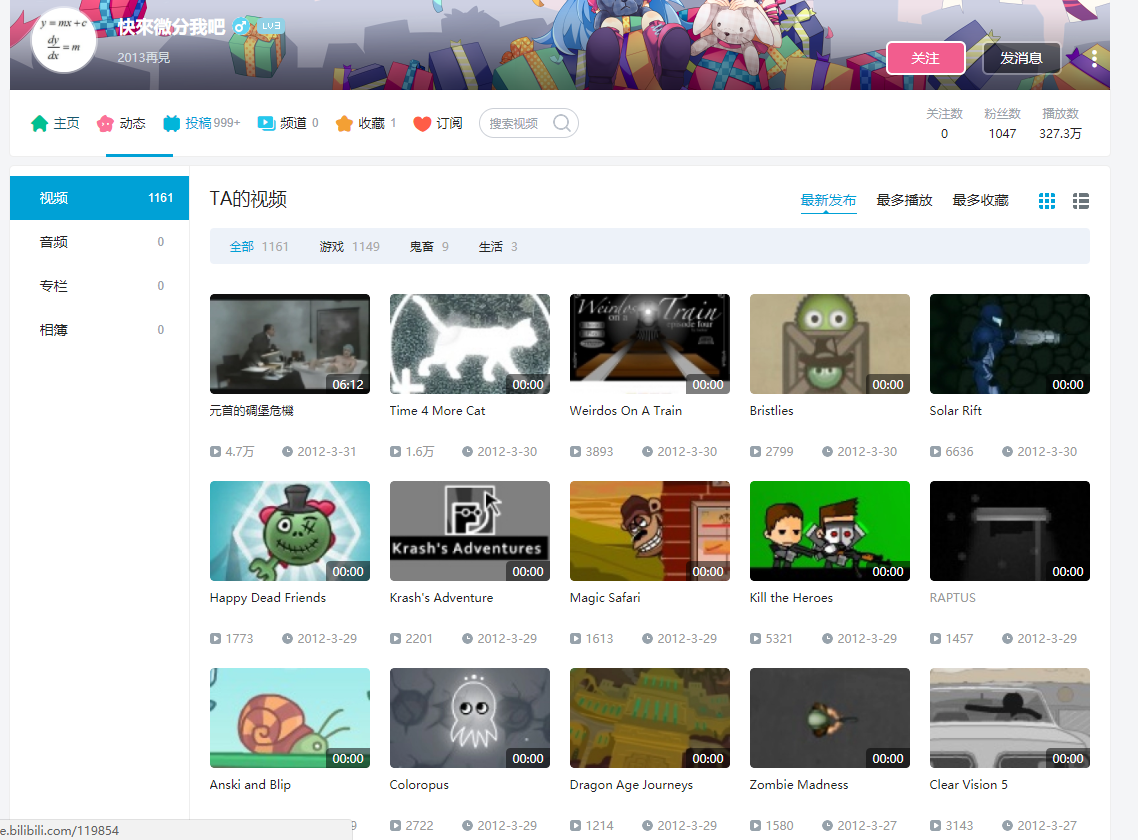 y = mx + c
dy
dx
= m
快來微分我吧 LV3
2013再見
关注
发消息
主页
动态
投稿 999+
频道 0
收藏 1
订阅
搜索视频
关注数
0
粉丝数
1047
播放数
327.3万
视频 1161
音频 0
专栏 0
相簿 0
TA的视频
最新发布
最多播放
最多收藏
全部 1161
游戏 1149
鬼畜 9
生活 3
06:12
00:00
Weirdos on a Train
episode four
00:00
00:00
00:00
元首的碉堡危機
Time 4 More Cat
Weirdos On A Train
Bristlies
Solar Rift
4.7万 2012-3-31
1.6万 2012-3-30
3893 2012-3-30
2799 2012-3-30
6636 2012-3-30
00:00
Krash's Adventures
00:00
00:00
00:00
00:00
Happy Dead Friends
Krash's Adventure
Magic Safari
Kill the Heroes
RAPTUS
1773 2012-3-29
2201 2012-3-29
1613 2012-3-29
5321 2012-3-29
1457 2012-3-29
00:00
00:00
00:00
00:00
00:00
Anski and Blip
Coloropus
Dragon Age Journeys
Zombie Madness
Clear Vision 5
9
2722 2012-3-29
1214 2012-3-29
1580 2012-3-27
3143 2012-3-27
e.bilibili.com/119854